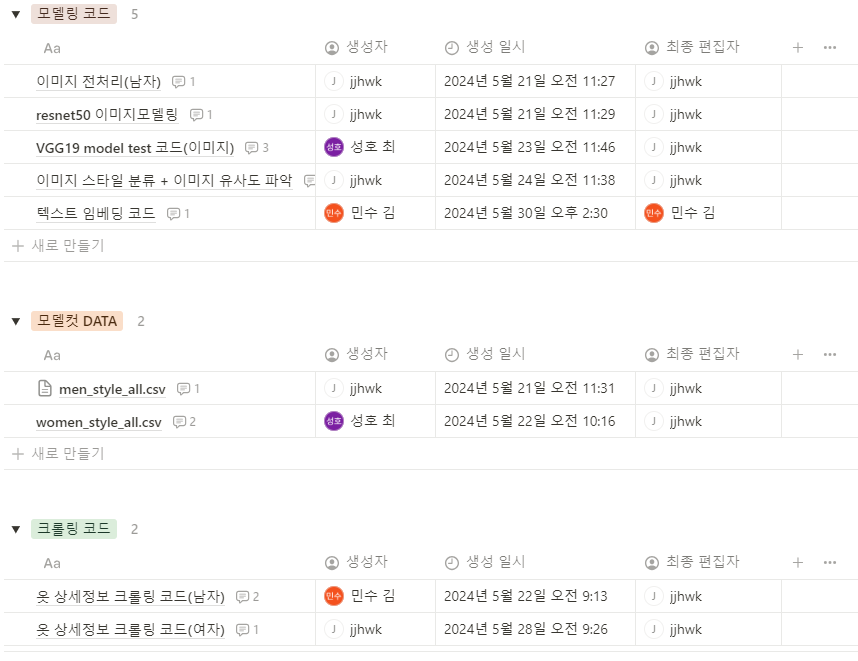 모델링 코드 5
Aa 생성자 생성 일시 최종 편집자
이미지 전처리(남자) 1 J jjhwk 2024년 5월 21일 오전 11:27 J jjhwk
resnet50 이미지모델링 1 J jjhwk 2024년 5월 21일 오전 11:29 J jjhwk
VGG19 model test 코드(이미지) 3 성호 성호 최 2024년 5월 23일 오전 11:46 J jjhwk
이미지 스타일 분류 + 이미지 유사도 파악 J jjhwk 2024년 5월 24일 오전 11:38 J jjhwk
텍스트 임베딩 코드 1 민수 민수 김 2024년 5월 30일 오후 2:30 민수 민수 김
+ 새로 만들기
모델컷 DATA 2
Aa 생성자 생성 일시 최종 편집자
men_style_all.csv 1 J jjhwk 2024년 5월 21일 오전 11:31 J jjhwk
women_style_all.csv 2 성호 성호 최 2024년 5월 22일 오전 10:16 J jjhwk
+ 새로 만들기
크롤링 코드 2
Aa 생성자 생성 일시 최종 편집자
옷 상세정보 크롤링 코드(남자) 2 민수 민수 김 2024년 5월 22일 오전 9:13 J jjhwk
옷 상세정보 크롤링 코드(여자) 1 J jjhwk 2024년 5월 28일 오전 9:26 J jjhwk